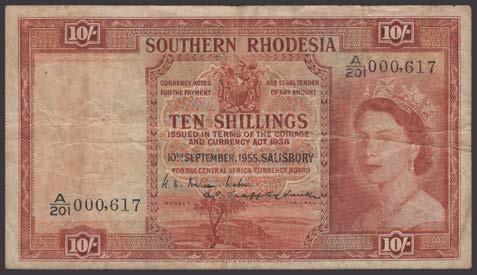 10/-
10/-
SOUTHERN RHODESIA
A/201 000,617
CURRENCY NOTES ARE LEGAL TENDER
FOR THE PAYMENT OF ANY AMOUNT
TEN SHILLINGS
ISSUED IN TERMS OF THE COINAGE
AND CURRENCY ACT 1938
10TH SEPTEMBER, 1955, SALISBURY
FOR THE CENTRAL AFRICA CURRENCY BOARD
A/201 000,617
MEMBER CHAIRMAN
10/-
10/-